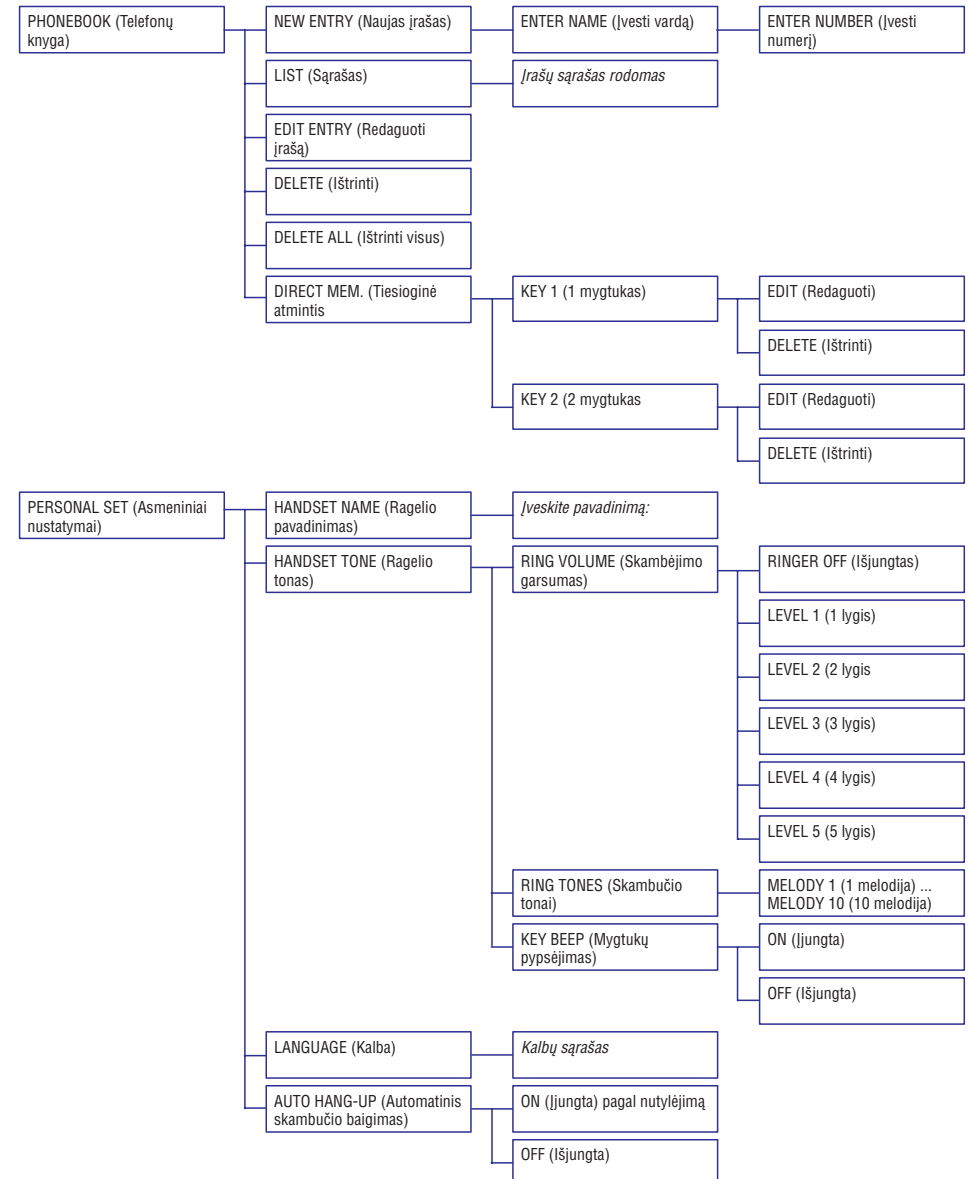 PHONEBOOK (Telefonų
knyga)
NEW ENTRY (Naujas įrašas)
ENTER NAME (Įvesti vardą)
ENTER NUMBER (Įvesti
numerį)
LIST (Sąrašas)
Įrašų sąrašas rodomas
EDIT ENTRY (Redaguoti
įrašą)
DELETE (Ištrinti)
DELETE ALL (Ištrinti visus)
DIRECT MEM. (Tiesioginė
atmintis
KEY 1 (1 mygtukas)
EDIT (Redaguoti)
DELETE (Ištrinti)
KEY 2 (2 mygtukas
EDIT (Redaguoti)
DELETE (Ištrinti)
PERSONAL SET (Asmeniniai
nustatymai)
HANDSET NAME (Ragelio
pavadinimas)
Įveskite pavadinimą:
HANDSET TONE (Ragelio
tonas)
RING VOLUME (Skambėjimo
garsumas)
RINGER OFF (Išjungtas)
LEVEL 1 (1 lygis)
LEVEL 2 (2 lygis
LEVEL 3 (3 lygis)
LEVEL 4 (4 lygis)
LEVEL 5 (5 lygis)
RING TONES (Skambučio
tonai)
MELODY 1 (1 melodija) ...
MELODY 10 (10 melodija)
KEY BEEP (Mygtukų
pypsėjimas)
ON (Įjungta)
OFF (Išjungta)
LANGUAGE (Kalba)
Kalbų sąrašas
AUTO HANG-UP (Automatinis
skambučio baigimas)
ON (Įjungta) pagal nutylėjimą
OFF (Išjungta)